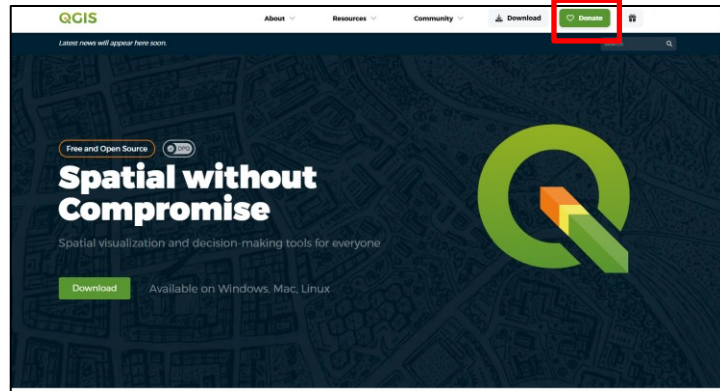 QGIS
About
Resources
Community
Download
Donate
Latest news will appear here soon.
Free and Open Source
DPG
Spatial without
Compromise
Spatial visualization and decision-making tools for everyone
Download
Available on Windows, Mac, Linux